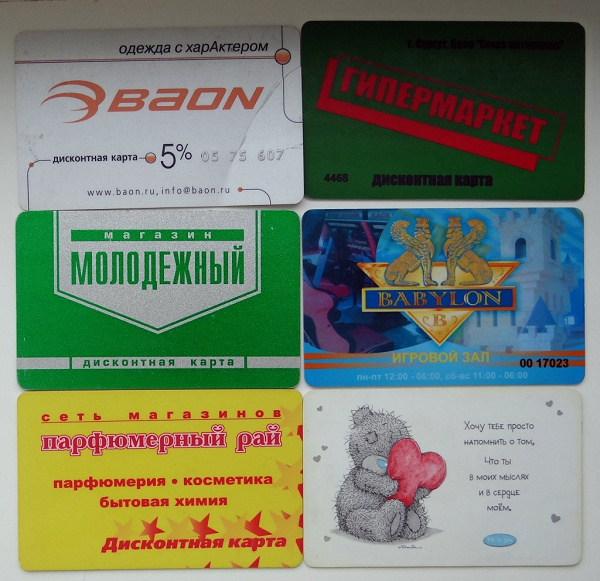 одежда с харАктером
BAON
дисконтная карта 5% 05 75 607
www.baon.ru, info@baon.ru
г. Сургут,
ГИПЕРМАРКЕТ
4468 дисконтная карта
магазин
МОЛОДЕЖНЫЙ
дисконтная карта
BABYLON
B
ИГРОВОЙ ЗАЛ
00 17023
пн-пт 12:00 - 06:00, сб-вс 11:00 - 06:00
сеть магазинов
парфюмерный рай
парфюмерия • косметика
бытовая химия
Дисконтная карта
Хочу тебе просто
напомнить о том,
Что ты
в моих мыслях
и в сердце
моём.